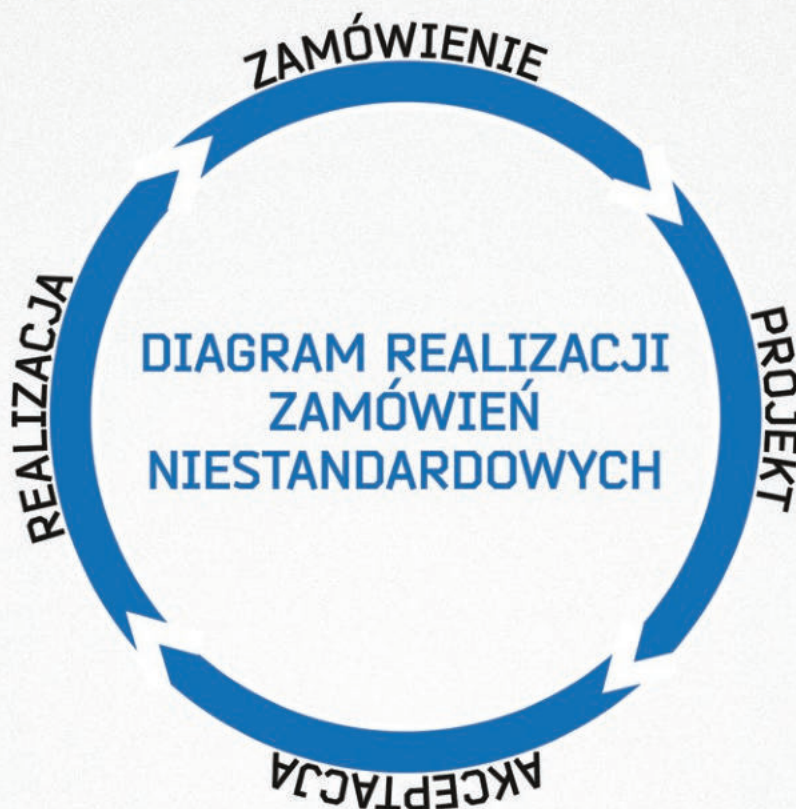 ZAMÓWIENIE
PROJEKT
AKCEPTACJA
REALIZACJA
DIAGRAM REALIZACJI
ZAMÓWIEŃ
NIESTANDARDOWYCH